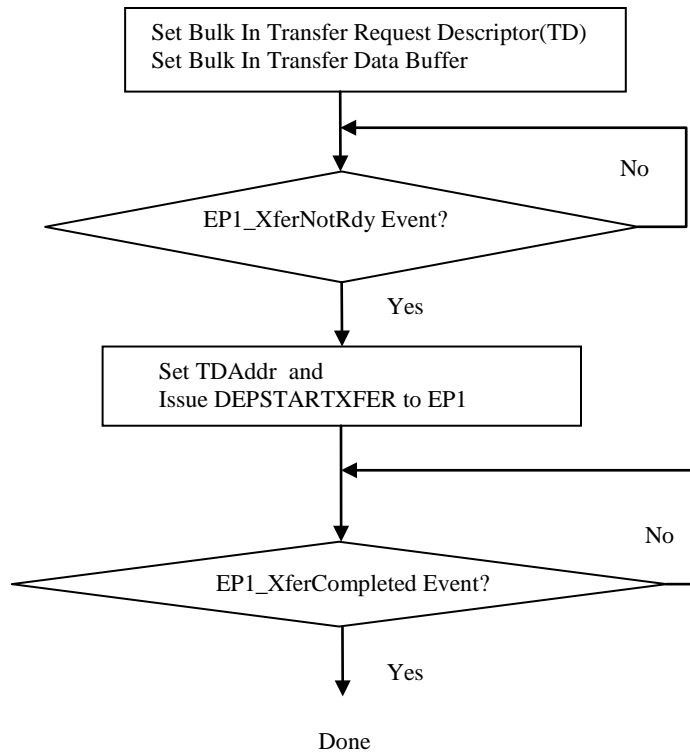 Set Bulk In Transfer Request Descriptor(TD)
Set Bulk In Transfer Data Buffer
No
EP1_XferNotRdy Event?
Yes
Set TDAddr and
Issue DEPSTARTXFER to EP1
No
EP1_XferCompleted Event?
Yes
Done